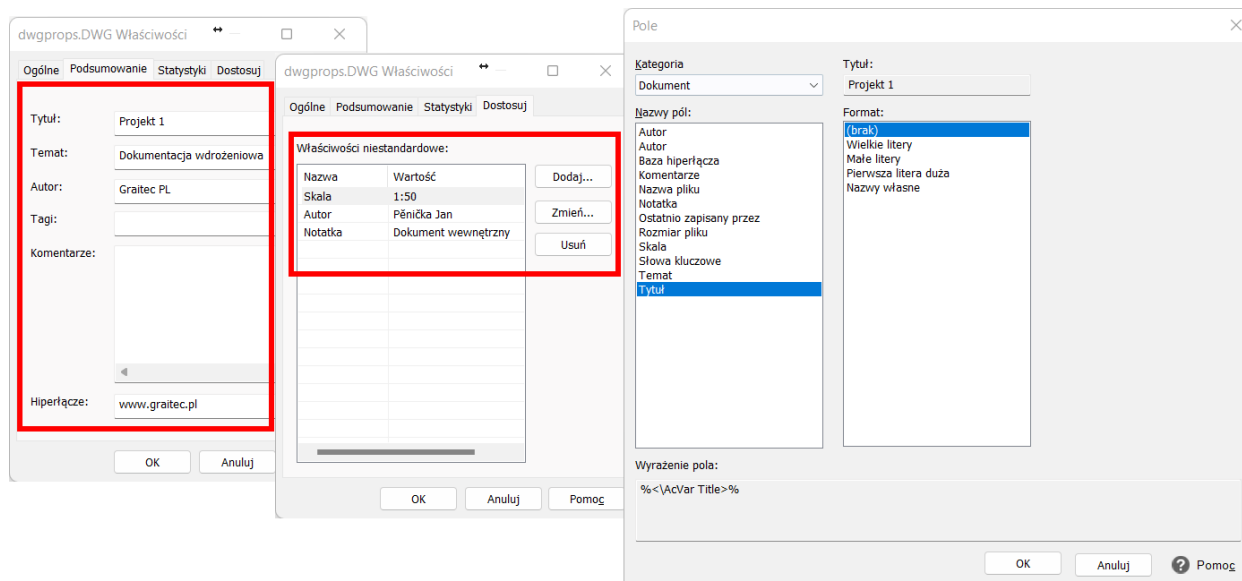 dwgprops.DWG Właściwości
Ogólne Podsumowanie Statystyki Dostosuj
Tytuł: Projekt 1
Temat: Dokumentacja wdrożeniowa
Autor: Graitec PL
Tagi:
Komentarze:
Hiperłącze: www.graitec.pl
OK Anuluj
dwgprops.DWG Właściwości
Ogólne Podsumowanie Statystyki Dostosuj
Właściwości niestandardowe:
Nazwa Wartość
Skala 1:50
Autor Pěnička Jan
Notatka Dokument wewnętrzny
Dodaj...
Zmień...
Usuń
OK Anuluj Pomoc
Pole
Kategoria
Dokument
Nazwy pól:
Autor
Autor
Baza hiperłącza
Komentarze
Nazwa pliku
Notatka
Ostatnio zapisany przez
Rozmiar pliku
Skala
Słowa kluczowe
Temat
Tytuł
Tytuł:
Projekt 1
Format:
(brak)
Wielkie litery
Małe litery
Pierwsza litera duża
Nazwy własne
Wyrażenie pola:
%<\AcVar Title>%
OK Anuluj Pomoc